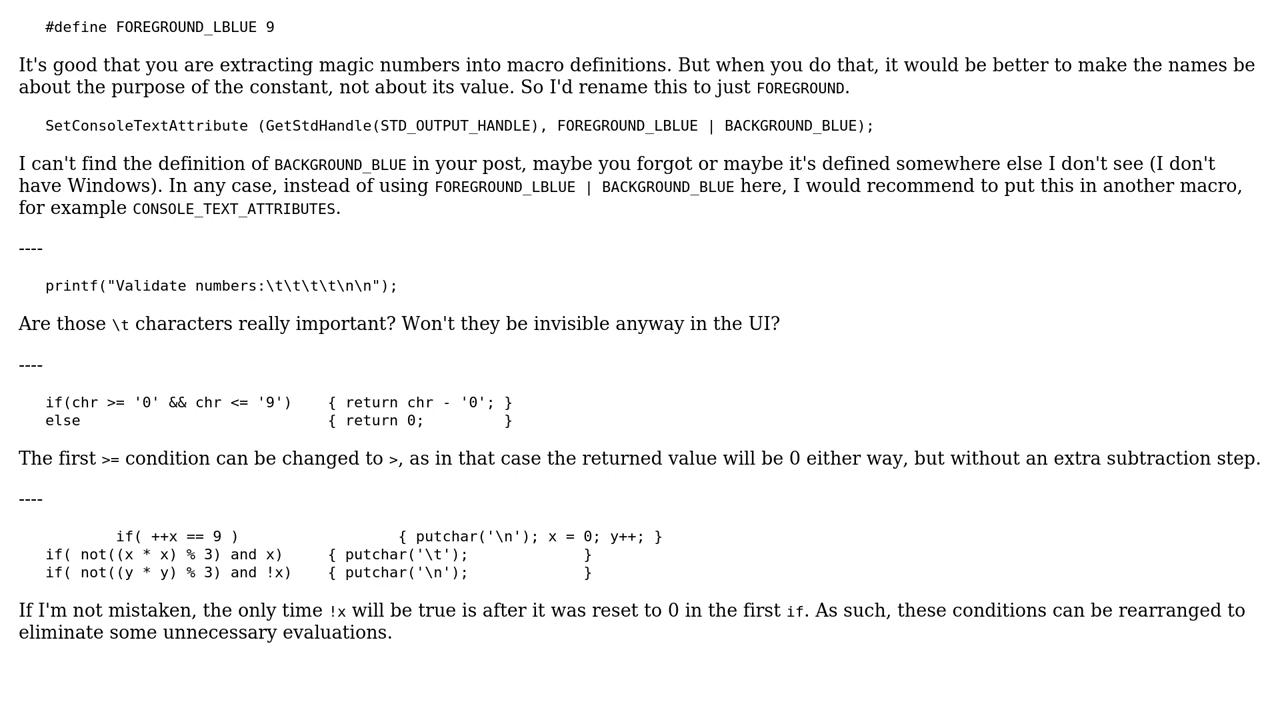 #define FOREGROUND_LBLUE 9
It's good that you are extracting magic numbers into macro definitions. But when you do that, it would be better to make the names be
about the purpose of the constant, not about its value. So I'd rename this to just FOREGROUND.
SetConsoleTextAttribute (GetStdHandle(STD_OUTPUT_HANDLE), FOREGROUND_LBLUE | BACKGROUND_BLUE);
I can't find the definition of BACKGROUND_BLUE in your post, maybe you forgot or maybe it's defined somewhere else I don't see (I don't
have Windows). In any case, instead of using FOREGROUND_LBLUE | BACKGROUND_BLUE here, I would recommend to put this in another macro,
for example CONSOLE_TEXT_ATTRIBUTES.
----
printf("Validate numbers:\t\t\t\t\n\n");
Are those \t characters really important? Won't they be invisible anyway in the UI?
----
if(chr >= '0' && chr <= '9')    { return chr - '0'; }
else                            { return 0;         }
The first >= condition can be changed to >, as in that case the returned value will be 0 either way, but without an extra subtraction step.
----
        if( ++x == 9 )                  { putchar('\n'); x = 0; y++; }
if( not((x * x) % 3) and x)     { putchar('\t');             }
if( not((y * y) % 3) and !x)    { putchar('\n');             }
If I'm not mistaken, the only time !x will be true is after it was reset to 0 in the first if. As such, these conditions can be rearranged to
eliminate some unnecessary evaluations.